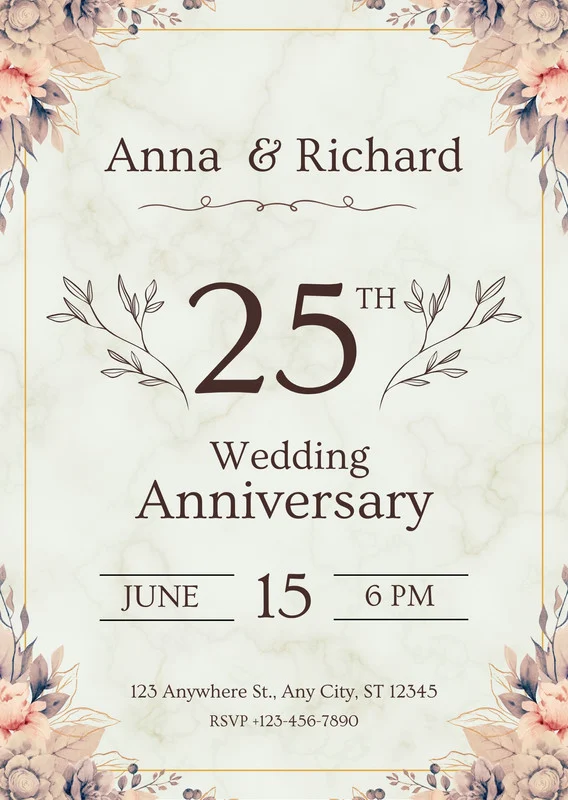 Anna & Richard
25TH
Wedding
Anniversary
JUNE 15 6 PM
123 Anywhere St., Any City, ST 12345
RSVP +123-456-7890